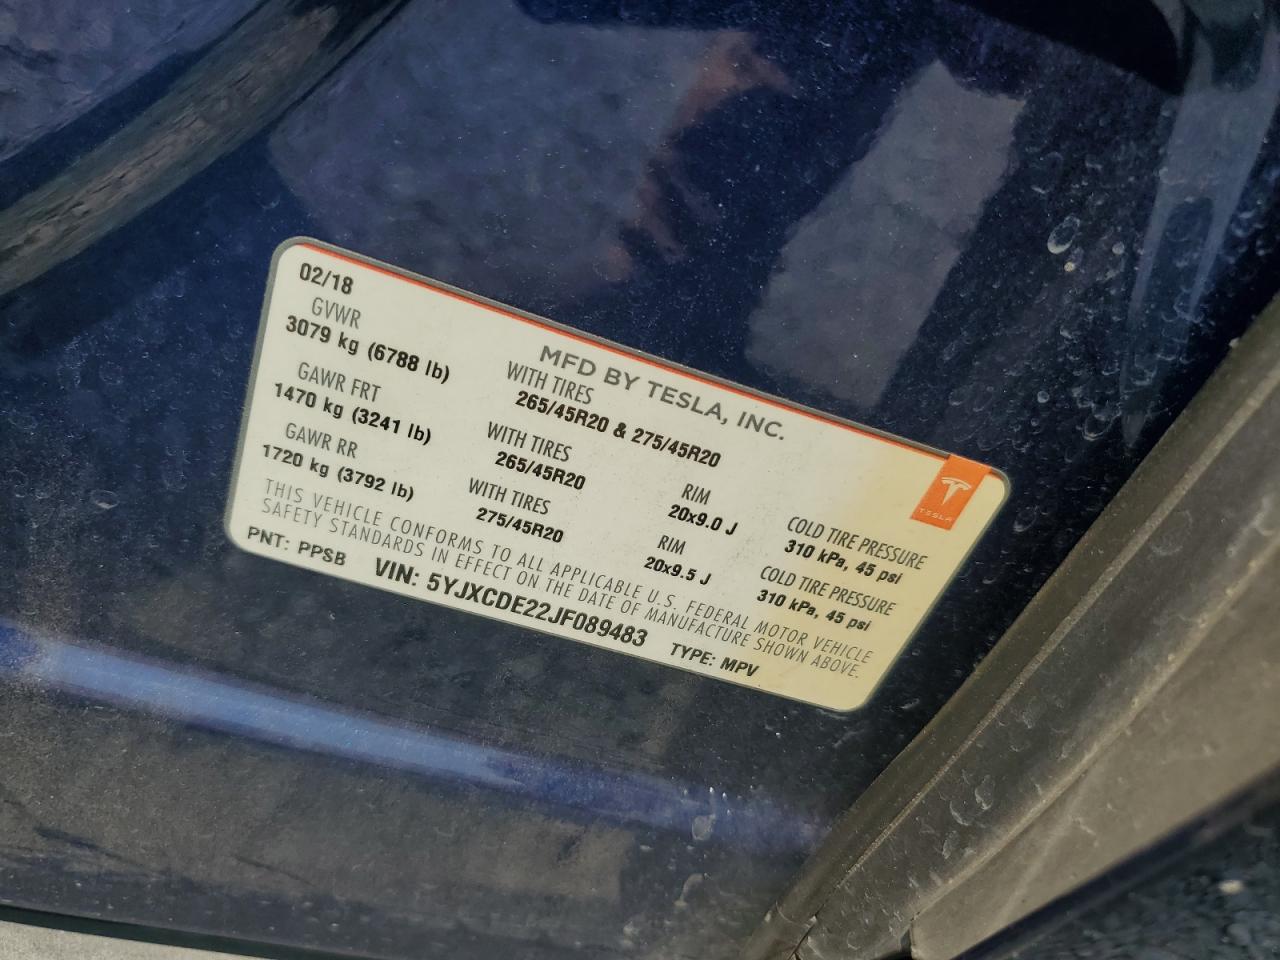 02/18
MFD BY TESLA, INC.
GVWR
3079 kg (6788 lb)
WITH TIRES
265/45R20 & 275/45R20
GAWR FRT
1470 kg (3241 lb)
WITH TIRES
265/45R20
RIM
20x9.0 J
COLD TIRE PRESSURE
310 kPa, 45 psi
GAWR RR
1720 kg (3792 lb)
WITH TIRES
275/45R20
RIM
20x9.5 J
COLD TIRE PRESSURE
310 kPa, 45 psi
TESLA
THIS VEHICLE CONFORMS TO ALL APPLICABLE U.S. FEDERAL MOTOR VEHICLE
SAFETY STANDARDS IN EFFECT ON THE DATE OF MANUFACTURE SHOWN ABOVE.
PNT: PPSB VIN: 5YJXCDE22JF089483 TYPE: MPV